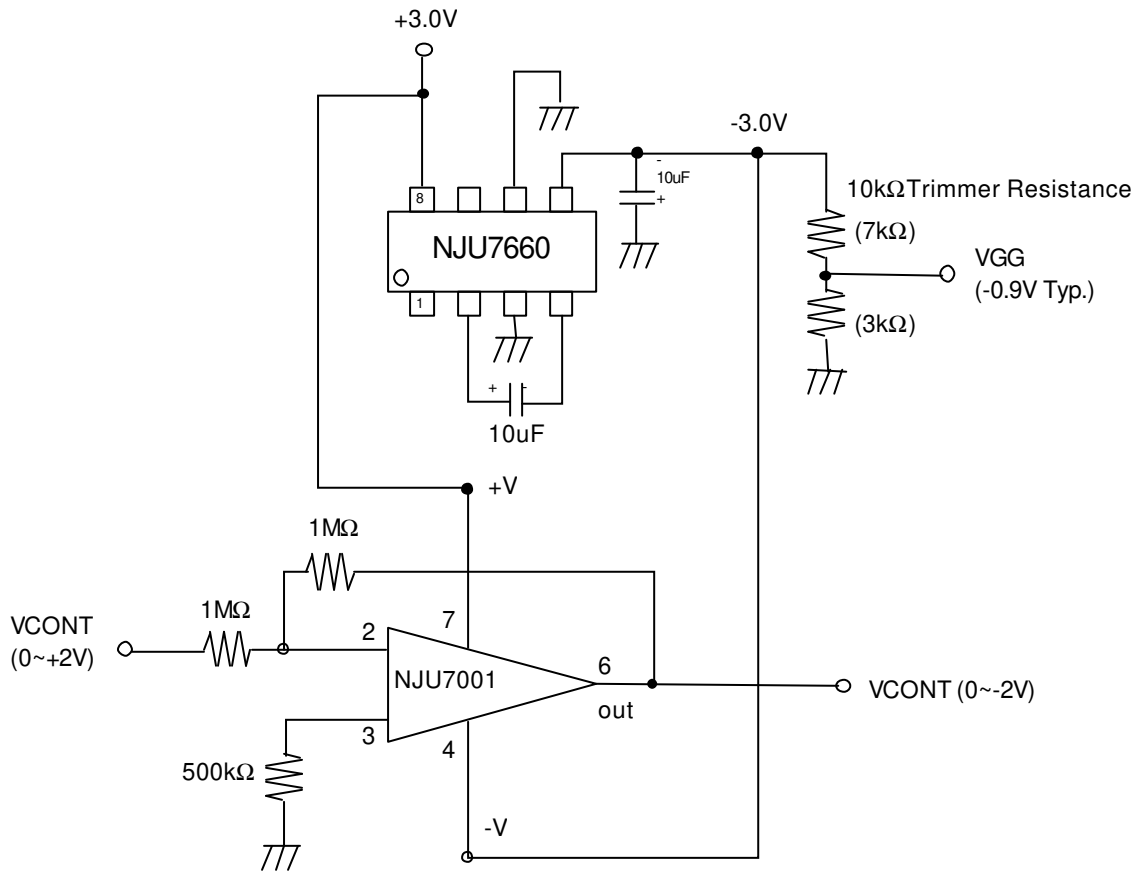 +3.0V
-3.0V
-
10uF
+
10kΩTrimmer Resistance
(7kΩ)
8
NJU7660
VGG
(-0.9V Typ.)
1
(3kΩ)
+ -
10uF
+V
1MΩ
1MΩ
VCONT
(0~+2V)
2
7
NJU7001
6
out
VCONT (0~-2V)
3
4
500kΩ
-V